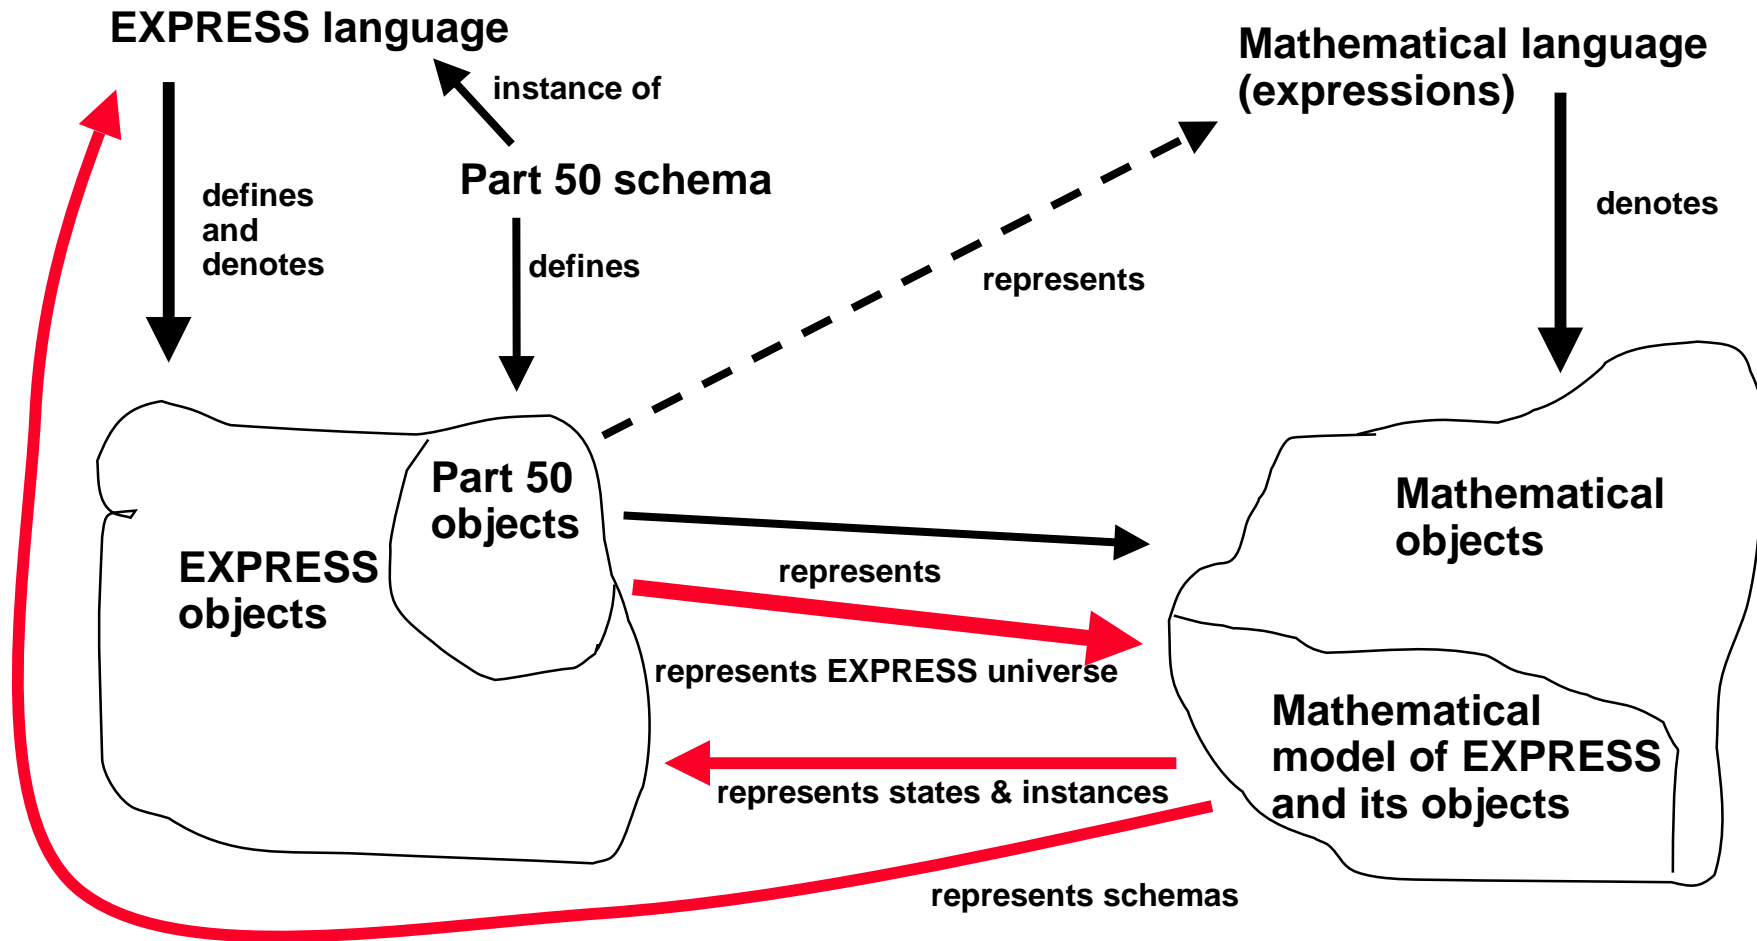 EXPRESS language
Mathematical language
(expressions)
instance of
Part 50 schema
defines
and
denotes
defines
denotes
represents
Part 50
objects
Mathematical
objects
EXPRESS
objects
represents
represents EXPRESS universe
Mathematical
model of EXPRESS
and its objects
represents states & instances
represents schemas